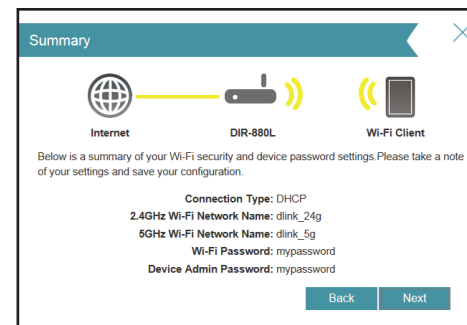 Summary
Internet DIR-880L Wi-Fi Client
Below is a summary of your Wi-Fi security and device password settings.Please take a note
of your settings and save your configuration.
Connection Type: DHCP
2.4GHz Wi-Fi Network Name: dlink_24g
5GHz Wi-Fi Network Name: dlink_5g
Wi-Fi Password: mypassword
Device Admin Password: mypassword
Back Next